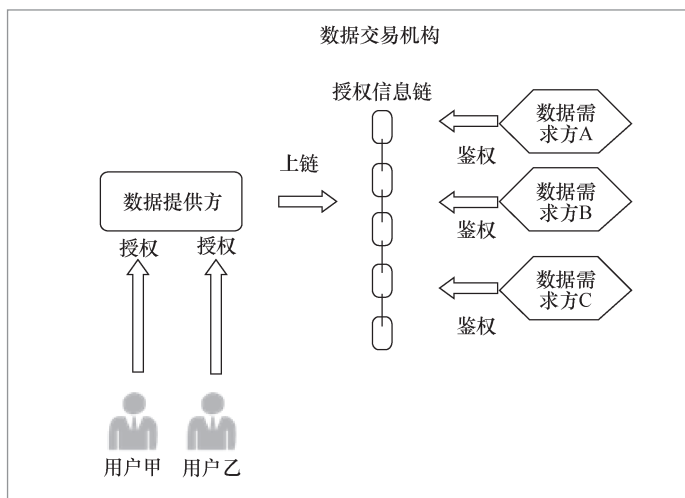 数据交易机构
授权信息链
数据需
求方A
鉴权
上链
数据提供方
数据需
求方B
鉴权
授权
授权
数据需
求方C
鉴权
用户甲
用户乙